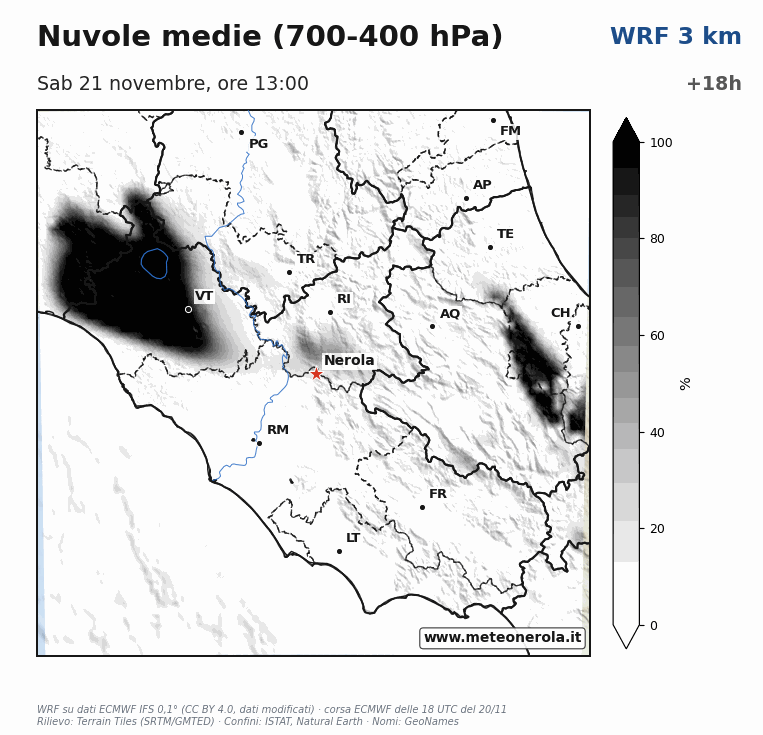 Nuvole medie (700-400 hPa)
WRF 3 km
Sab 21 novembre, ore 13:00
+18h
FM
PG
AP
TE
TR
VT
RI
AQ
CH.
Nerola
RM
FR
LT
www.meteonerola.it
100
80
60
40
20
0
%
WRF su dati ECMWF IFS 0,1° (CC BY 4.0, dati modificati) · corsa ECMWF delle 18 UTC del 20/11
Rilievo: Terrain Tiles (SRTM/GMTED) · Confini: ISTAT, Natural Earth · Nomi: GeoNames